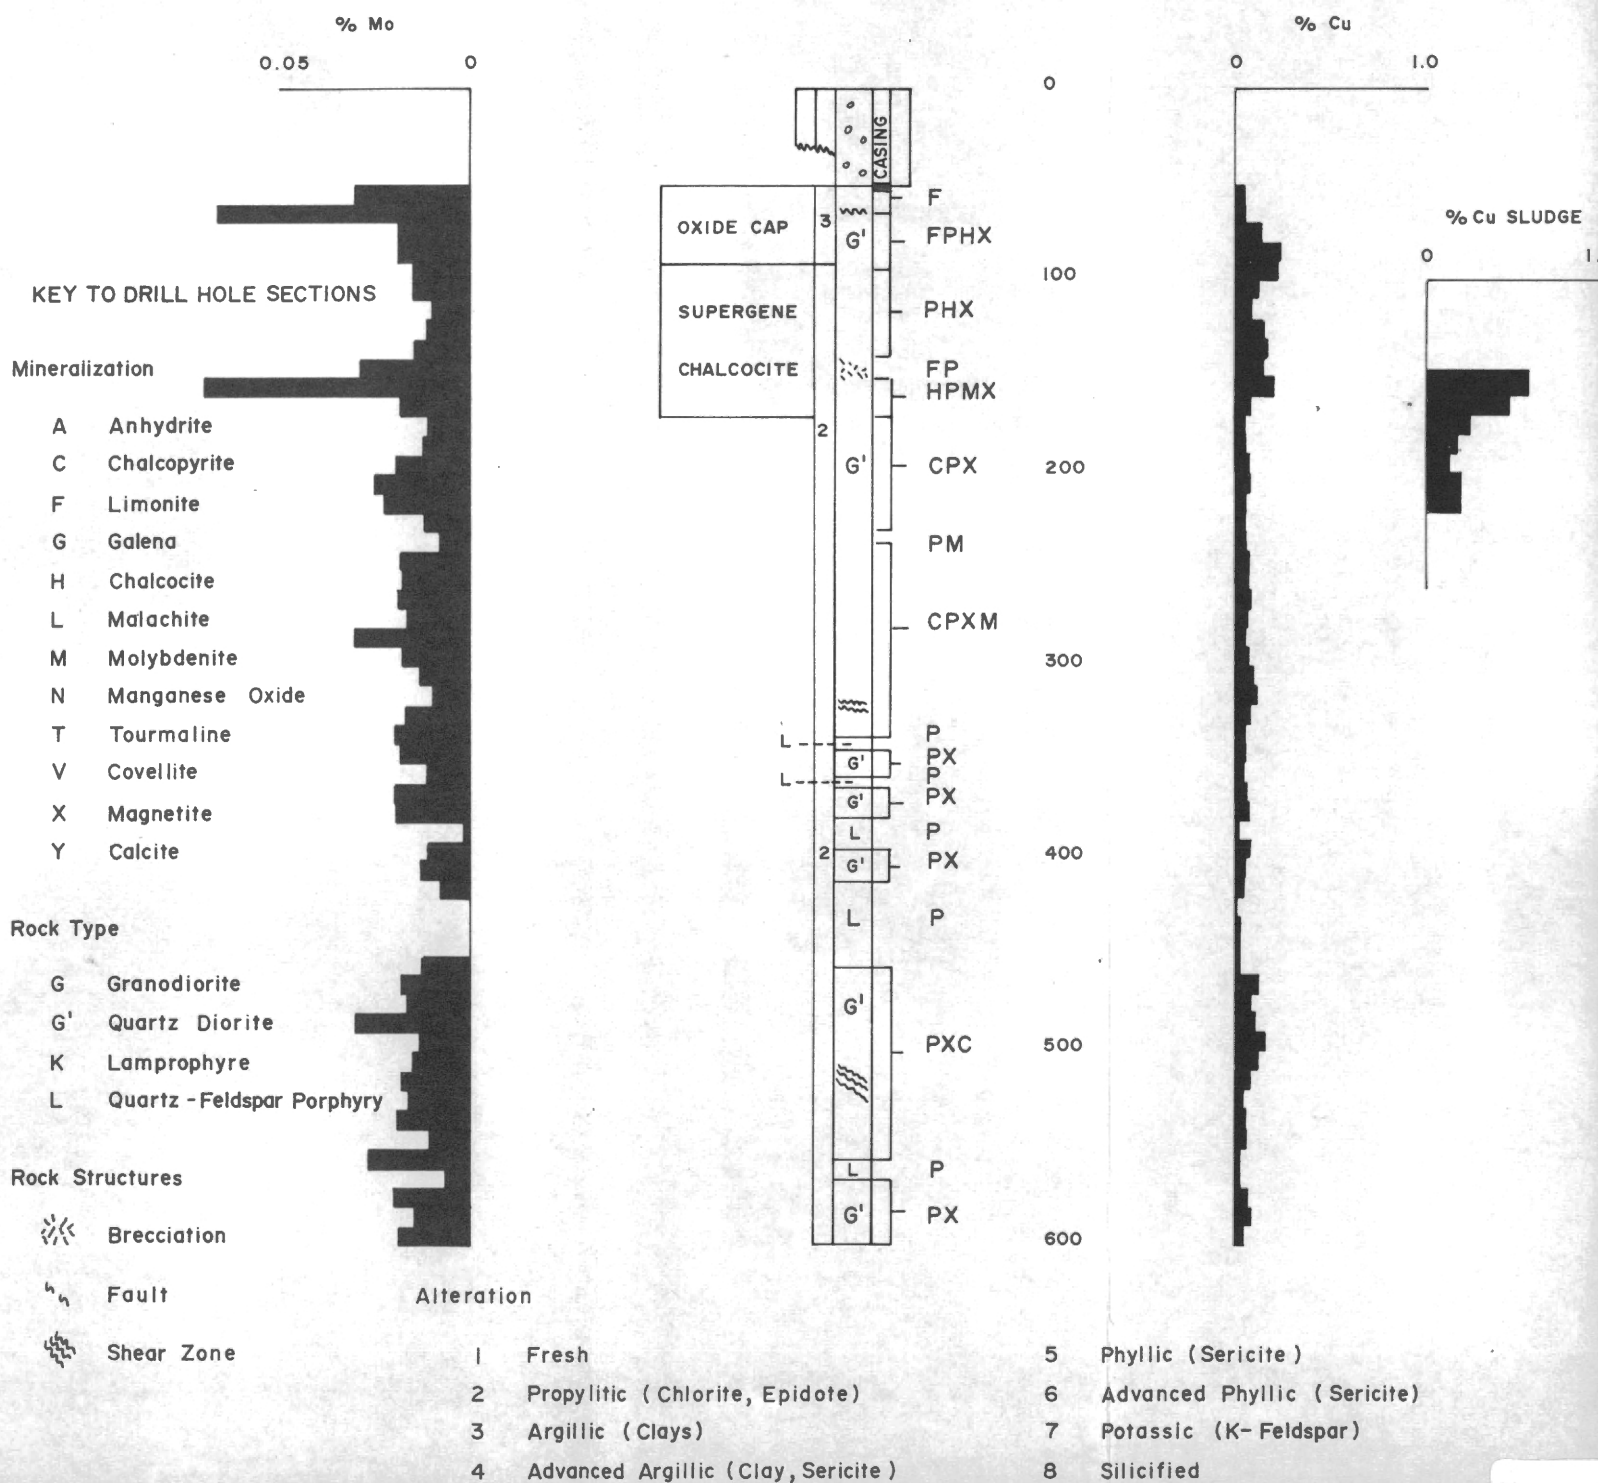 % Mo
% Cu
0.05 0
0 1.0
0
CASING
F
% Cu SLUDGE
OXIDE CAP 3 G' FPHX
0
100
KEY TO DRILL HOLE SECTIONS
SUPERGENE PHX
Mineralization
CHALCOCITE FP
HPMX
A Anhydrite
2
C Chalcopyrite
G' CPX 200
F Limonite
G Galena
PM
H Chalcocite
L Malachite
CPXM
M Molybdenite
300
N Manganese Oxide
T Tourmaline
L P
G' PX
V Covellite
L P
G' PX
X Magnetite
L P
Y Calcite
2 G' PX 400
L P
Rock Type
G Granodiorite
G' Quartz Diorite
G'
K Lamprophyre
PXC 500
L Quartz-Feldspar Porphyry
Rock Structures
L P
G' PX
Brecciation
600
Fault
Alteration
Shear Zone
1 Fresh
2 Propylitic (Chlorite, Epidote)
3 Argillic (Clays)
4 Advanced Argillic (Clay, Sericite)
5 Phyllic (Sericite)
6 Advanced Phyllic (Sericite)
7 Potassic (K-Feldspar)
8 Silicified